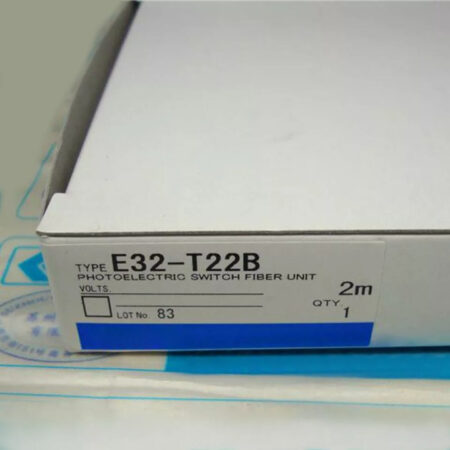 TYPE E32-T22B
PHOTOELECTRIC SWITCH FIBER UNIT
VOLTS. 2m
QTY.
LOT No. 83 1